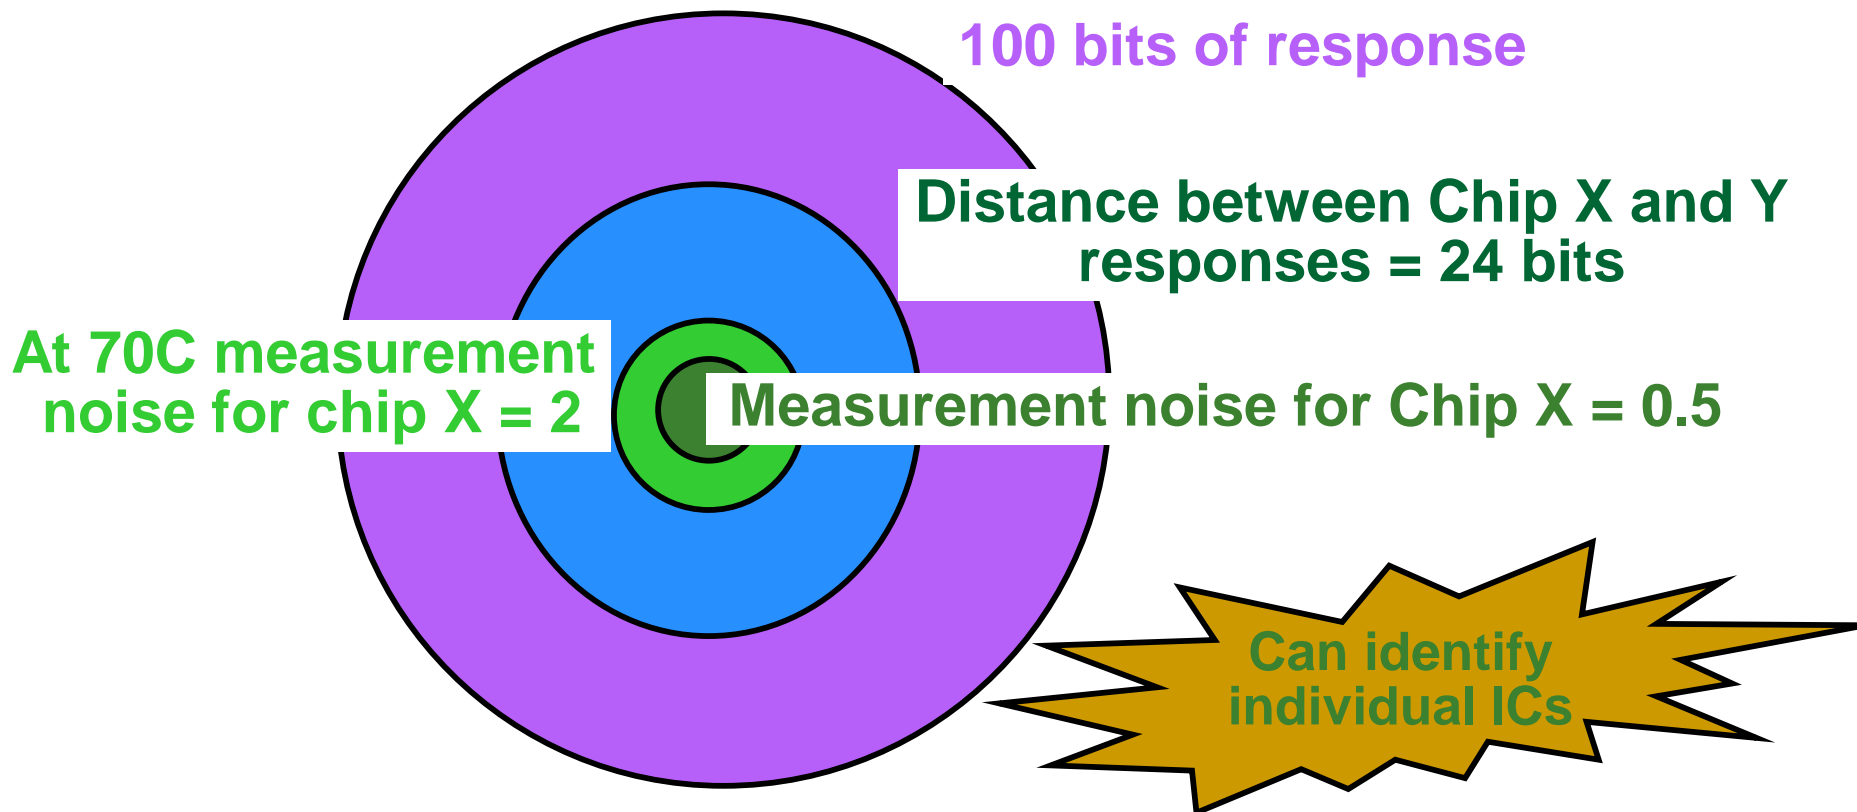 100 bits of response
Distance between Chip X and Y
responses = 24 bits
At 70C measurement
noise for chip X = 2
Measurement noise for Chip X = 0.5
Can identify
individual ICs